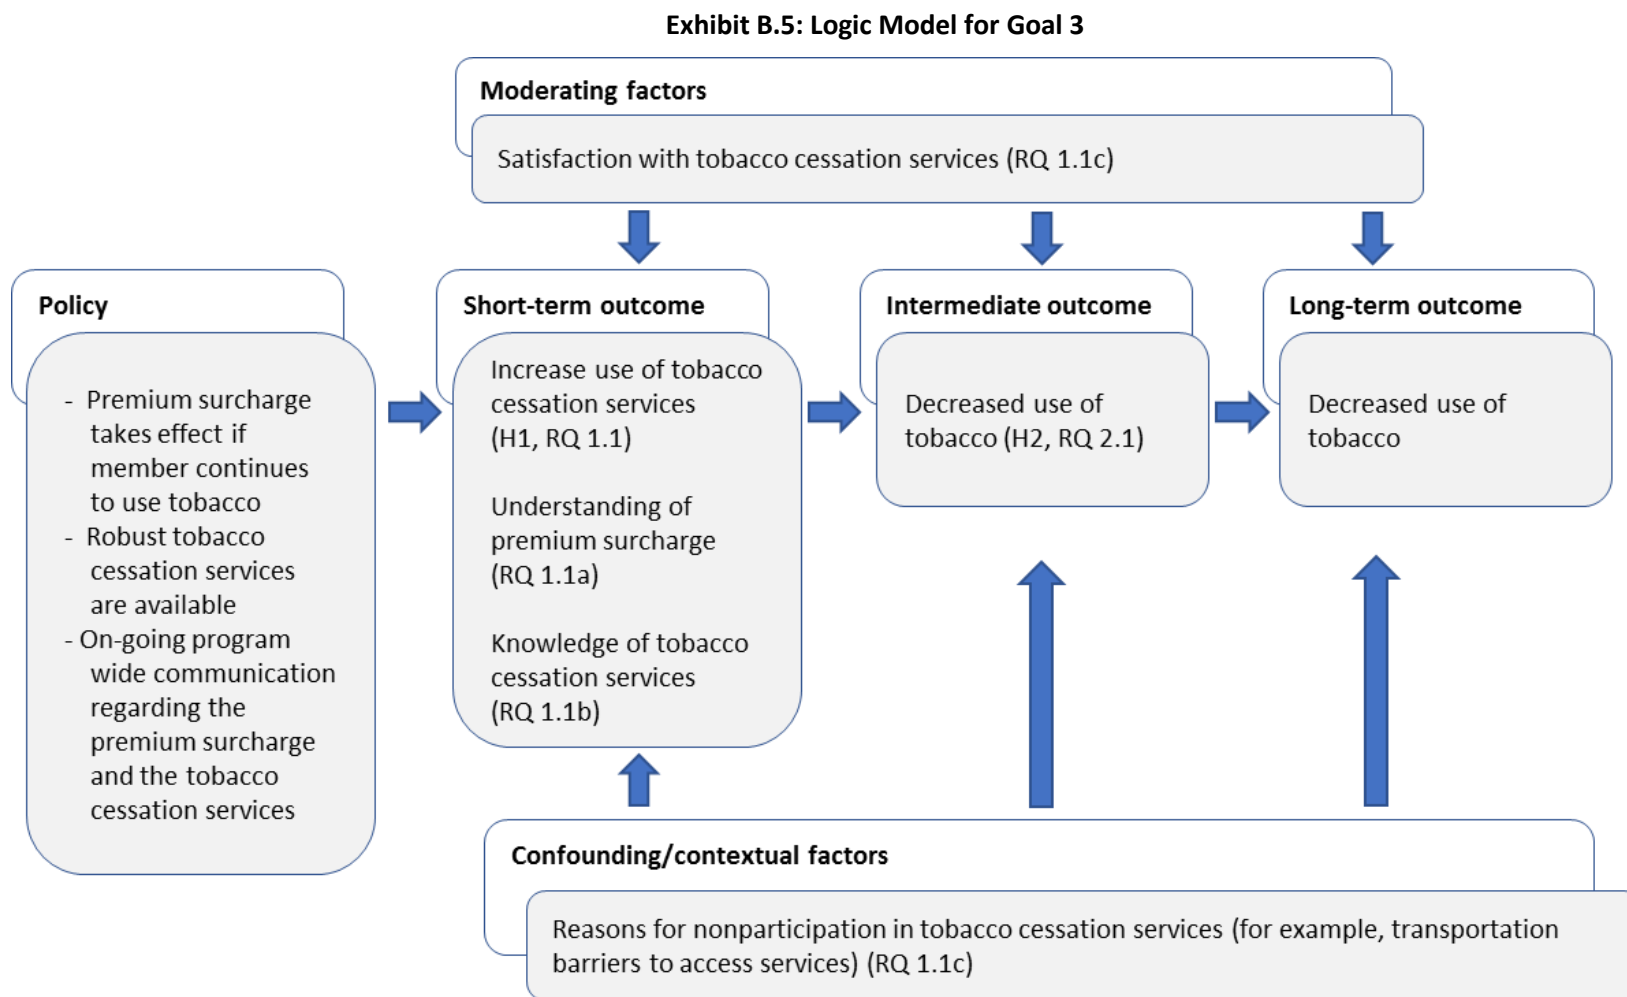 Exhibit B.5: Logic Model for Goal 3
Moderating factors
Satisfaction with tobacco cessation services (RQ 1.1c)
Policy
- Premium surcharge
takes effect if
member continues
to use tobacco
- Robust tobacco
cessation services
are available
- On-going program
wide communication
regarding the
premium surcharge
and the tobacco
cessation services
Short-term outcome
Increase use of tobacco
cessation services
(H1, RQ 1.1)
Understanding of
premium surcharge
(RQ 1.1a)
Knowledge of tobacco
cessation services
(RQ 1.1b)
Intermediate outcome
Decreased use of
tobacco (H2, RQ 2.1)
Long-term outcome
Decreased use of
tobacco
Confounding/contextual factors
Reasons for nonparticipation in tobacco cessation services (for example, transportation
barriers to access services) (RQ 1.1c)